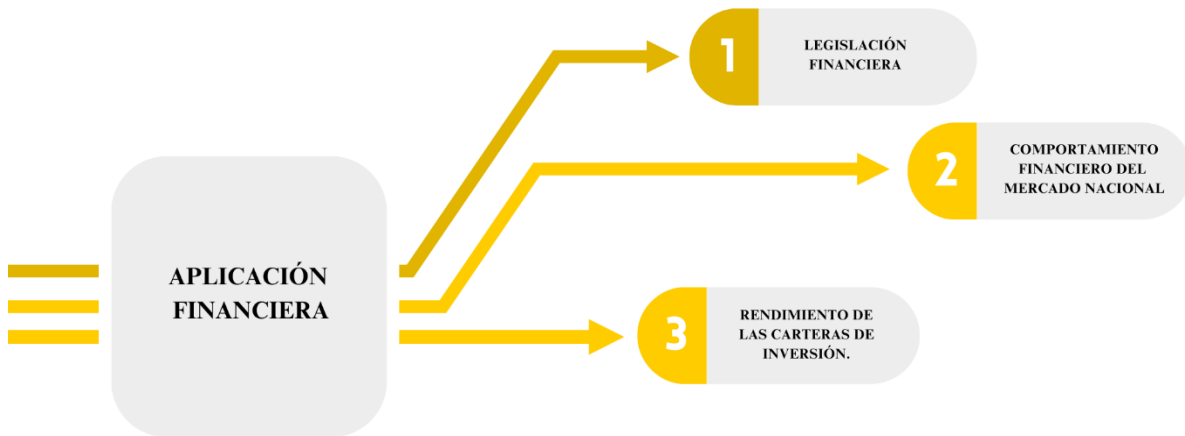 APLICACIÓN
FINANCIERA
1
LEGISLACIÓN
FINANCIERA
2
COMPORTAMIENTO
FINANCIERO DEL
MERCADO NACIONAL
3
RENDIMIENTO DE
LAS CARTERAS DE
INVERSIÓN.